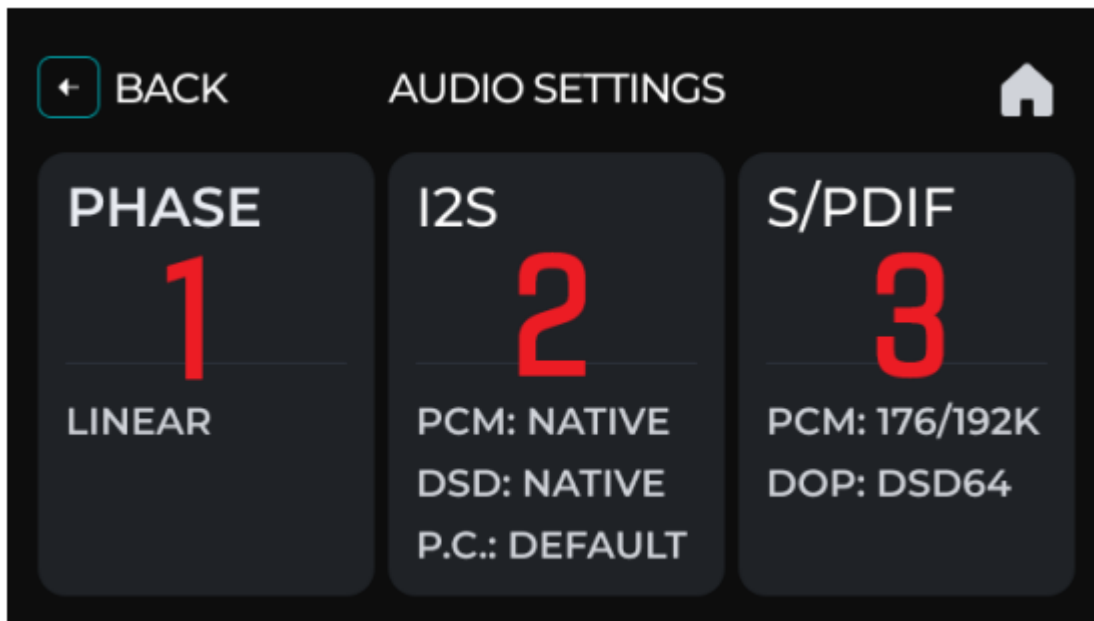 BACK
AUDIO SETTINGS
PHASE
1
LINEAR
I2S
2
PCM: NATIVE
DSD: NATIVE
P.C.: DEFAULT
S/PDIF
3
PCM: 176/192K
DOP: DSD64